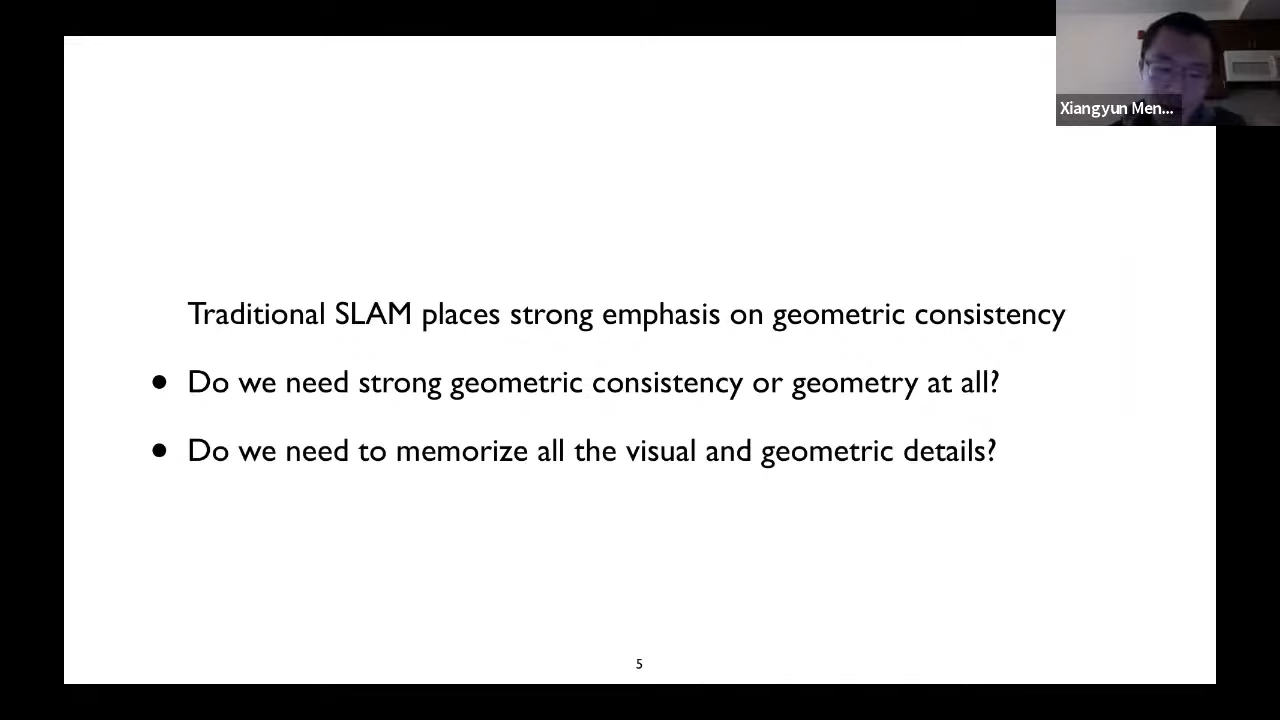 Xiangyun Men...
Traditional SLAM places strong emphasis on geometric consistency
● Do we need strong geometric consistency or geometry at all?
● Do we need to memorize all the visual and geometric details?
5